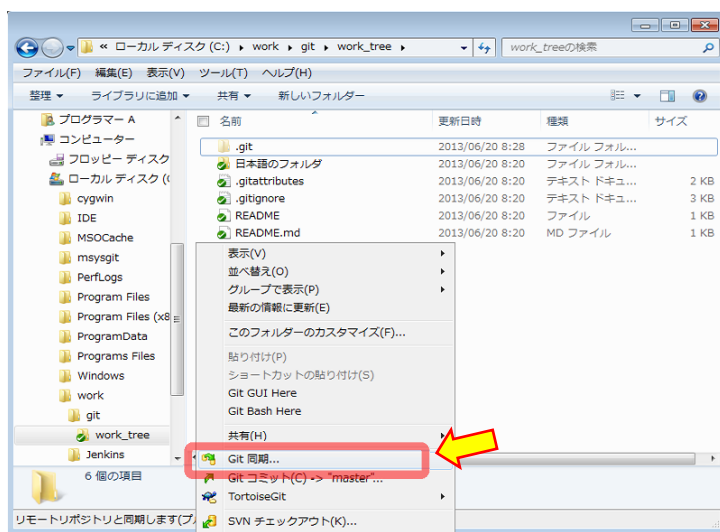 « ローカル ディスク (C:) ▸ work ▸ git ▸ work_tree ▸
work_treeの検索
ファイル(F) 編集(E) 表示(V) ツール(T) ヘルプ(H)
整理 ▼ ライブラリに追加 ▼ 共有 ▼ 新しいフォルダー
プログラマー A
コンピューター
フロッピー ディスク
ローカル ディスク (
cygwin
IDE
MSOCache
msysgit
PerfLogs
Program Files
Program Files (x8
ProgramData
Programs Files
Windows
work
git
work_tree
Jenkins
名前 更新日時 種類 サイズ
.git 2013/06/20 8:28 ファイル フォル...
日本語のフォルダ 2013/06/20 8:20 ファイル フォル...
.gitattributes 2013/06/20 8:20 テキスト ドキュ... 2 KB
.gitignore 2013/06/20 8:20 テキスト ドキュ... 3 KB
README 2013/06/20 8:20 ファイル 1 KB
README.md 2013/06/20 8:20 MD ファイル 1 KB
表示(V)
並べ替え(O)
グループで表示(P)
最新の情報に更新(E)
このフォルダーのカスタマイズ(F)...
貼り付け(P)
ショートカットの貼り付け(S)
Git GUI Here
Git Bash Here
共有(H)
Git 同期...
Git コミット(C) -> "master"...
TortoiseGit
SVN チェックアウト(K)...
6 個の項目
リモートリポジトリと同期します(プ